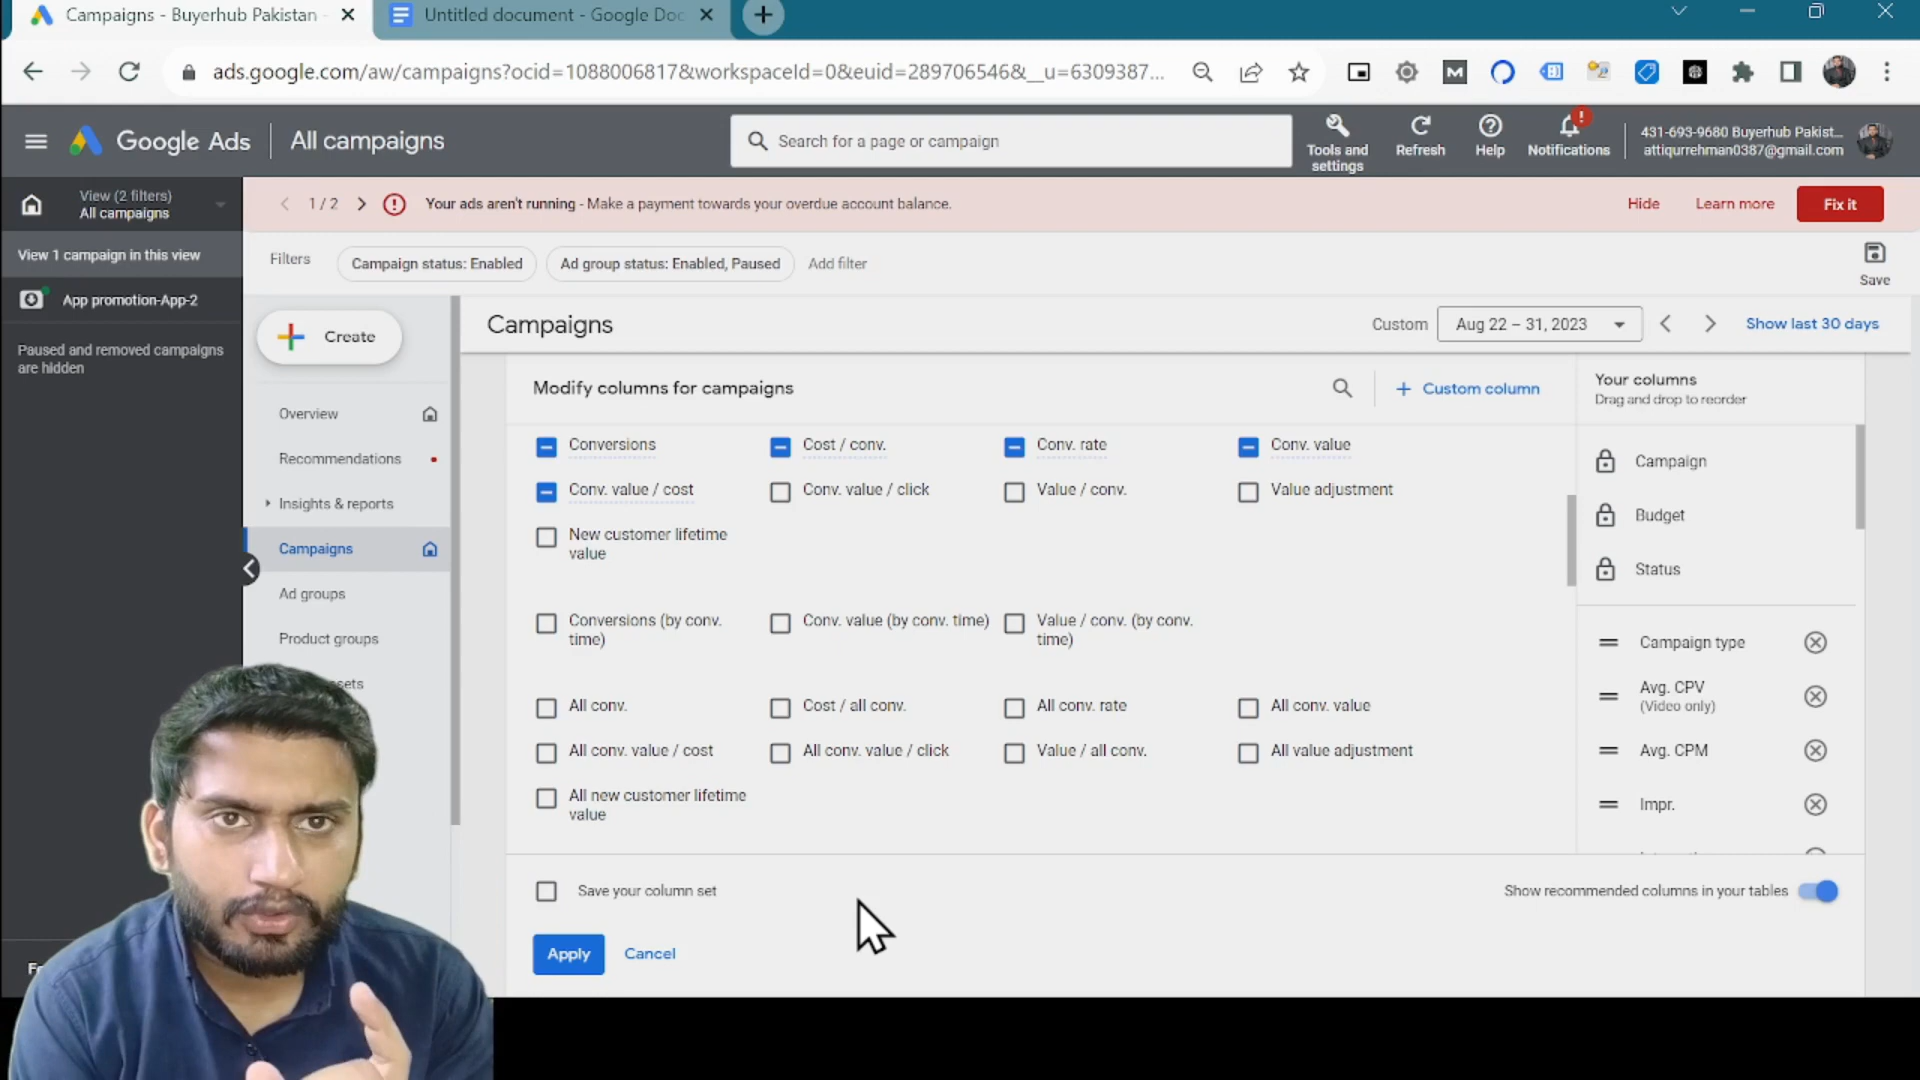 Campaigns - Buyerhub Pakistan
Untitled document - Google Doc
ads.google.com/aw/campaigns?ocid=1088006817&workspaceId=0&euid=289706546&__u=6309387...
Google Ads
All campaigns
Search for a page or campaign
Tools and
settings
Refresh
Help
Notifications
431-693-9680 Buyerhub Pakist...
attiqurrehman0387@gmail.com
View (2 filters)
All campaigns
1 / 2
Your ads aren't running - Make a payment towards your overdue account balance.
Hide
Learn more
Fix it
View 1 campaign in this view
Filters
Campaign status: Enabled
Ad group status: Enabled, Paused
Add filter
Save
App promotion-App-2
Paused and removed campaigns
are hidden
Create
Overview
Recommendations
Insights & reports
Campaigns
Ad groups
Product groups
sets
Campaigns
Custom
Aug 22 – 31, 2023
Show last 30 days
Modify columns for campaigns
Custom column
Your columns
Drag and drop to reorder
Conversions
Cost / conv.
Conv. rate
Conv. value
Conv. value / cost
Conv. value / click
Value / conv.
Value adjustment
New customer lifetime
value
Conversions (by conv.
time)
Conv. value (by conv. time)
Value / conv. (by conv.
time)
All conv.
Cost / all conv.
All conv. rate
All conv. value
All conv. value / cost
All conv. value / click
Value / all conv.
All value adjustment
All new customer lifetime
value
Campaign
Budget
Status
Campaign type
Avg. CPV
(Video only)
Avg. CPM
Impr.
Save your column set
Show recommended columns in your tables
Apply
Cancel